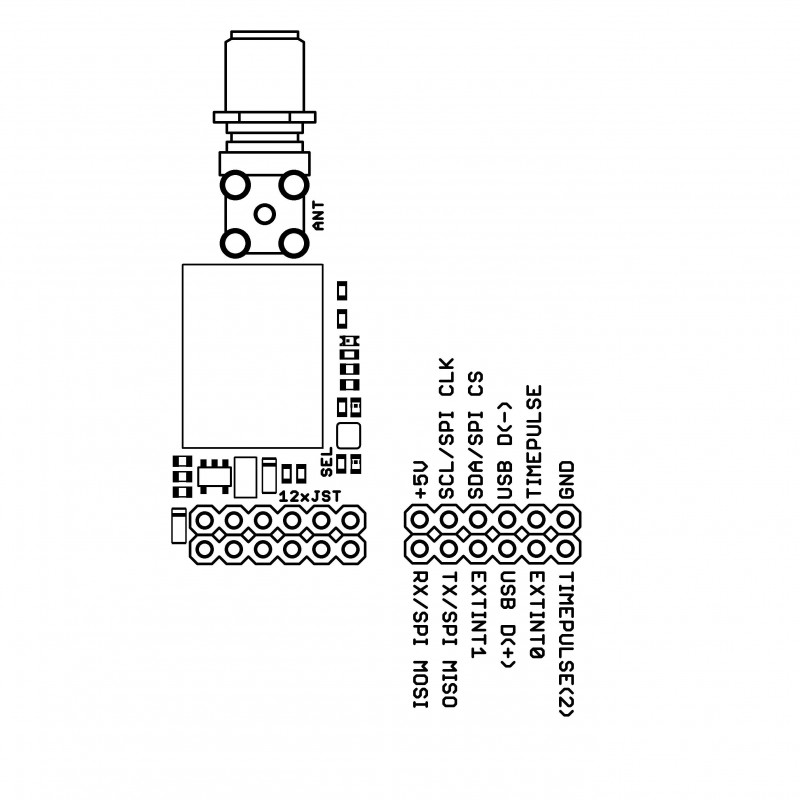 ANT
SEL
12xJST
+5V
SCL/SPI CLK
SDA/SPI CS
USB D(-)
TIMEPULSE
GND
RX/SPI MOSI
TX/SPI MISO
EXTINT1
USB D(+)
EXTINT0
TIMEPULSE(2)